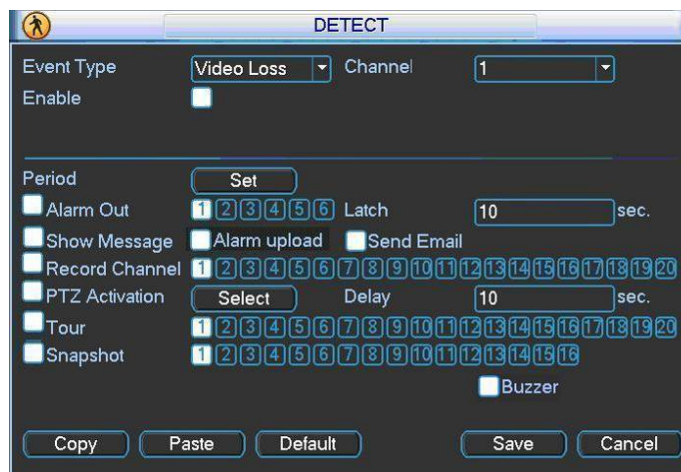 DETECT
Event Type Video Loss Channel 1
Enable
Period Set
Alarm Out 1 2 3 4 5 6 Latch 10 sec.
Show Message Alarm upload Send Email
Record Channel 1 2 3 4 5 6 7 8 9 10 11 12 13 14 15 16 17 18 19 20
PTZ Activation Select Delay 10 sec.
Tour 1 2 3 4 5 6 7 8 9 10 11 12 13 14 15 16 17 18 19 20
Snapshot 1 2 3 4 5 6 7 8 9 10 11 12 13 14 15 16
Buzzer
Copy Paste Default Save Cancel